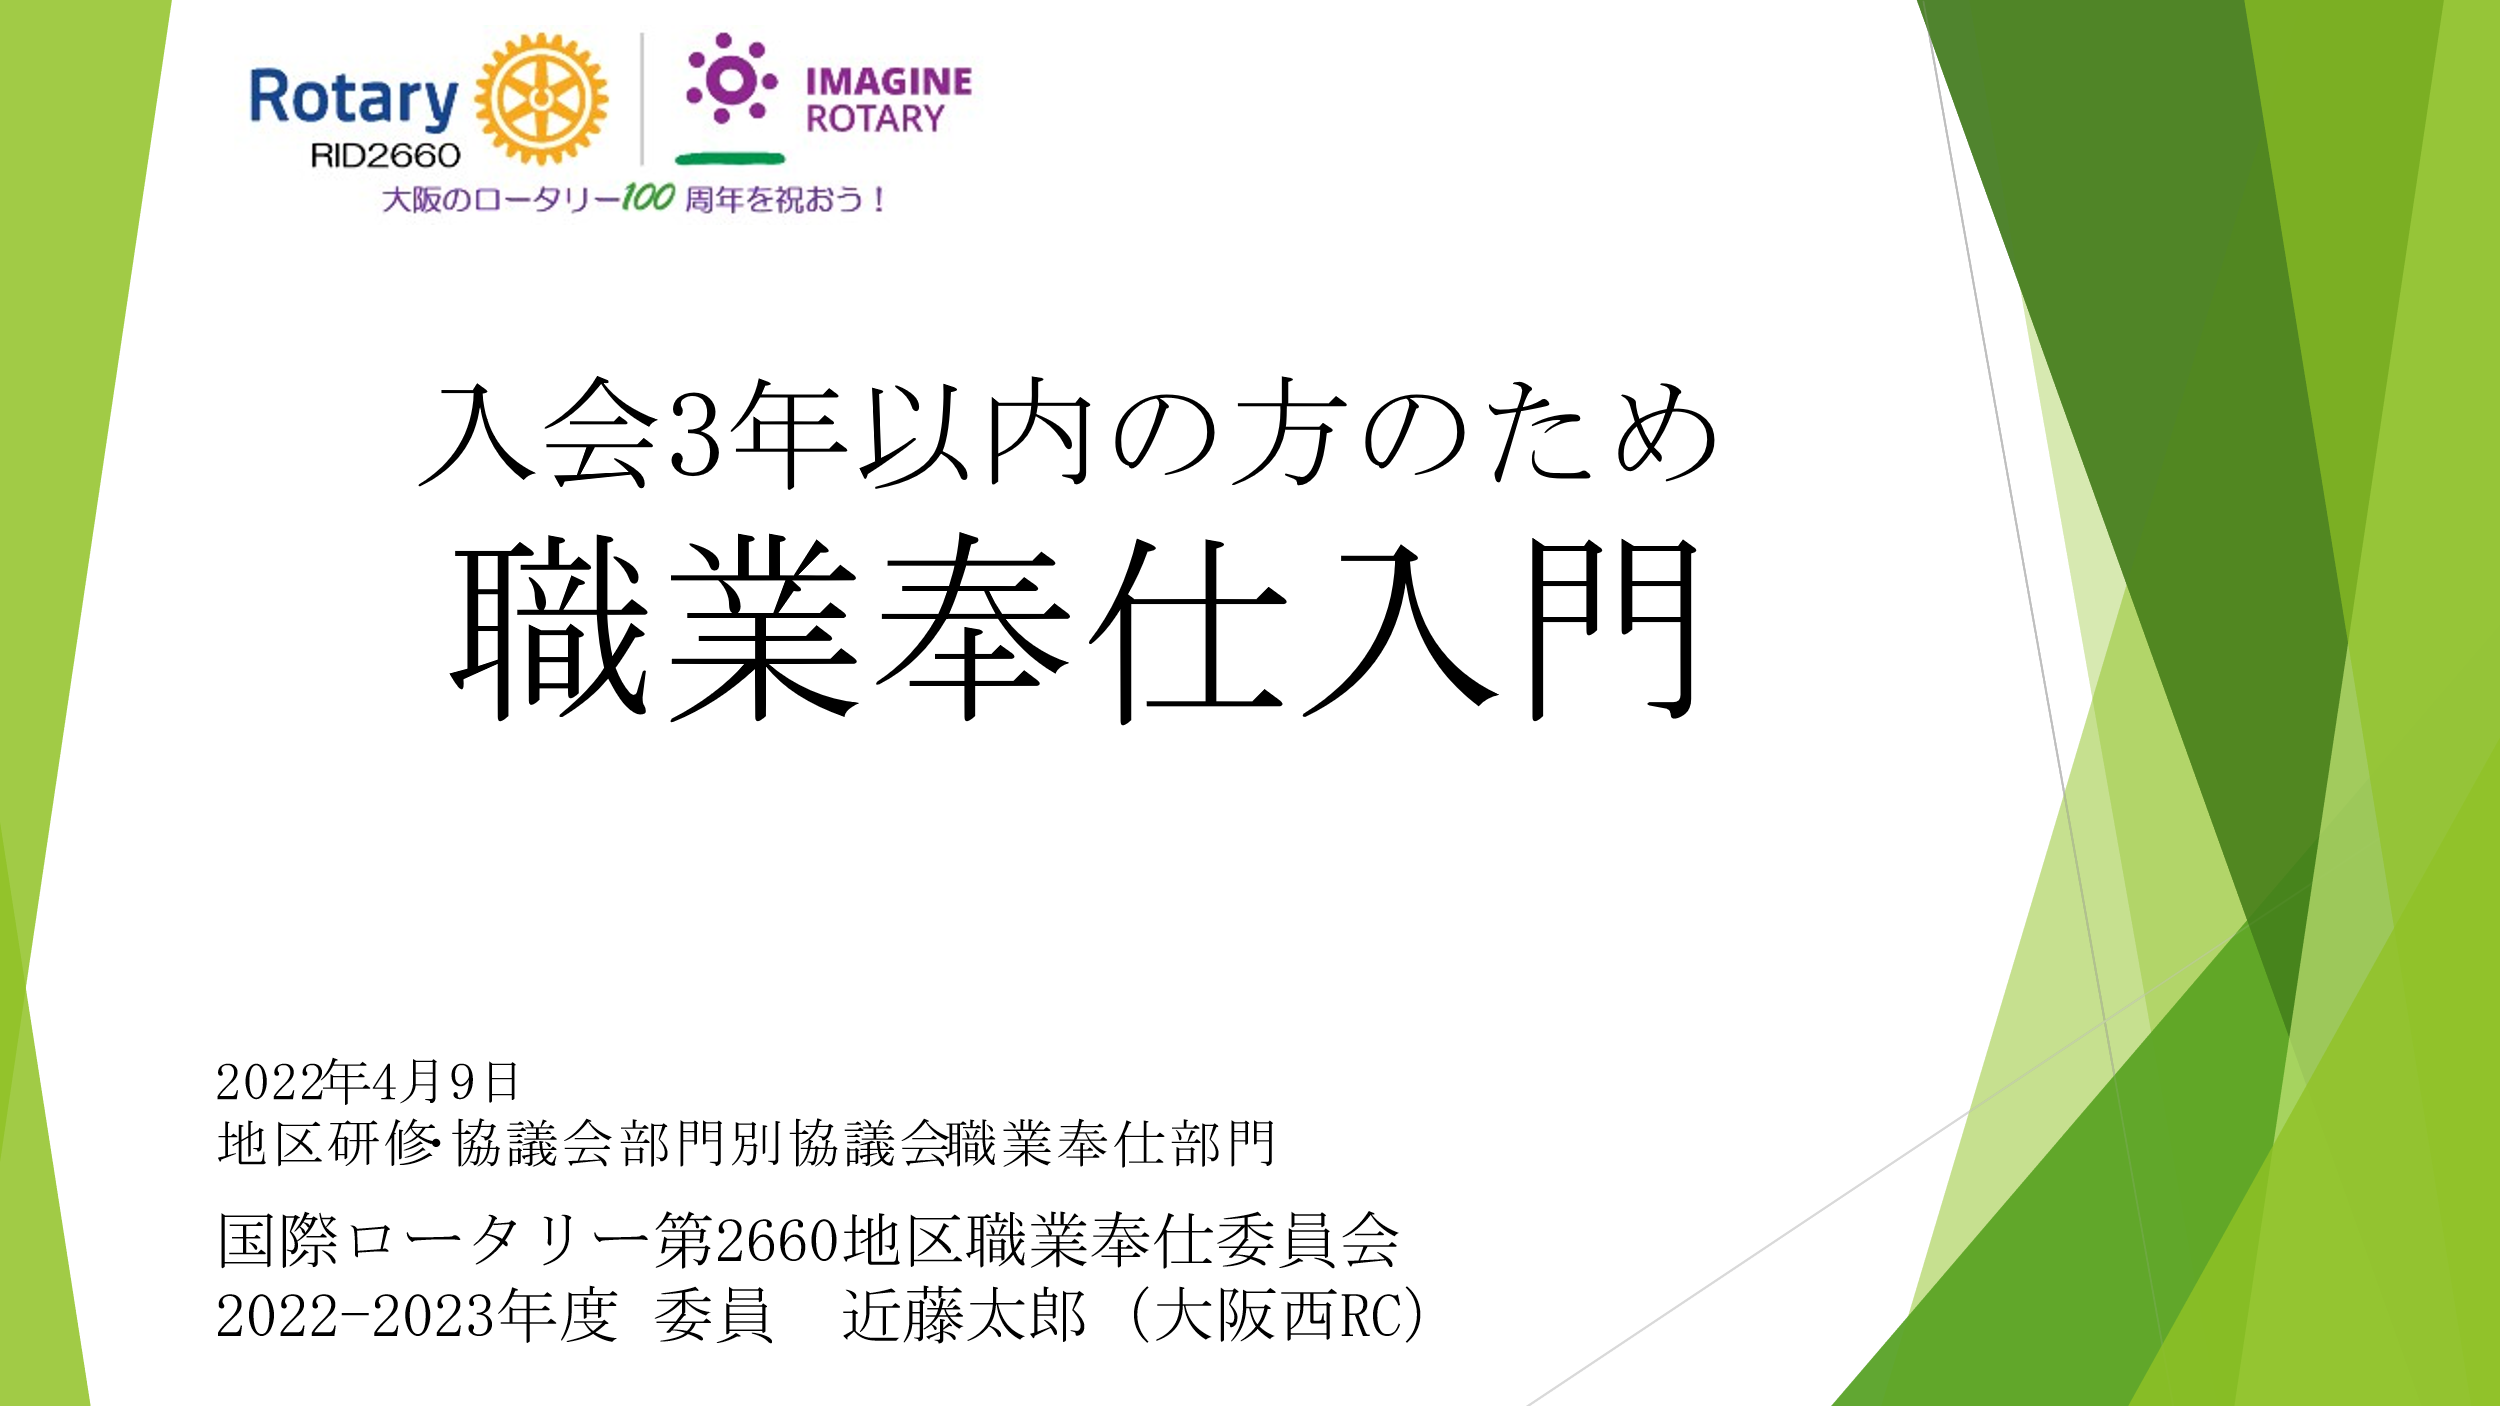 Rotary
RID2660
IMAGINE
ROTARY
大阪のロータリー100周年を祝おう！
入会3年以内の方のため
職業奉仕入門
2022年4月9日
地区研修・協議会部門別協議会職業奉仕部門
国際ロータリー第2660地区職業奉仕委員会
2022-2023年度　委員　近藤太郎（大阪西RC）